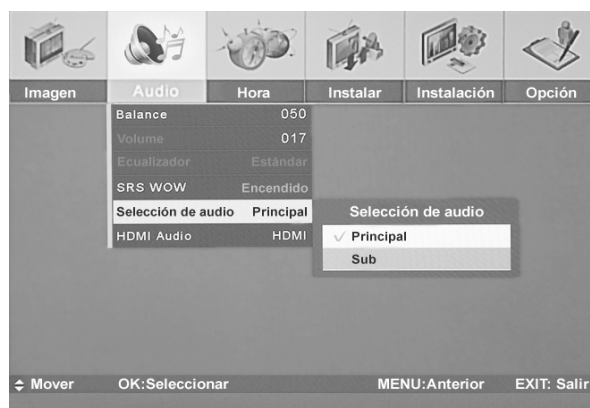 Imagen Audio Hora Instalar Instalación Opción
Balance 050
Volume 017
Ecualizador Estándar
SRS WOW Encendido
Selección de audio Principal
HDMI Audio HDMI
Selección de audio
Principal
Sub
Mover OK:Seleccionar MENU:Anterior EXIT: Salir